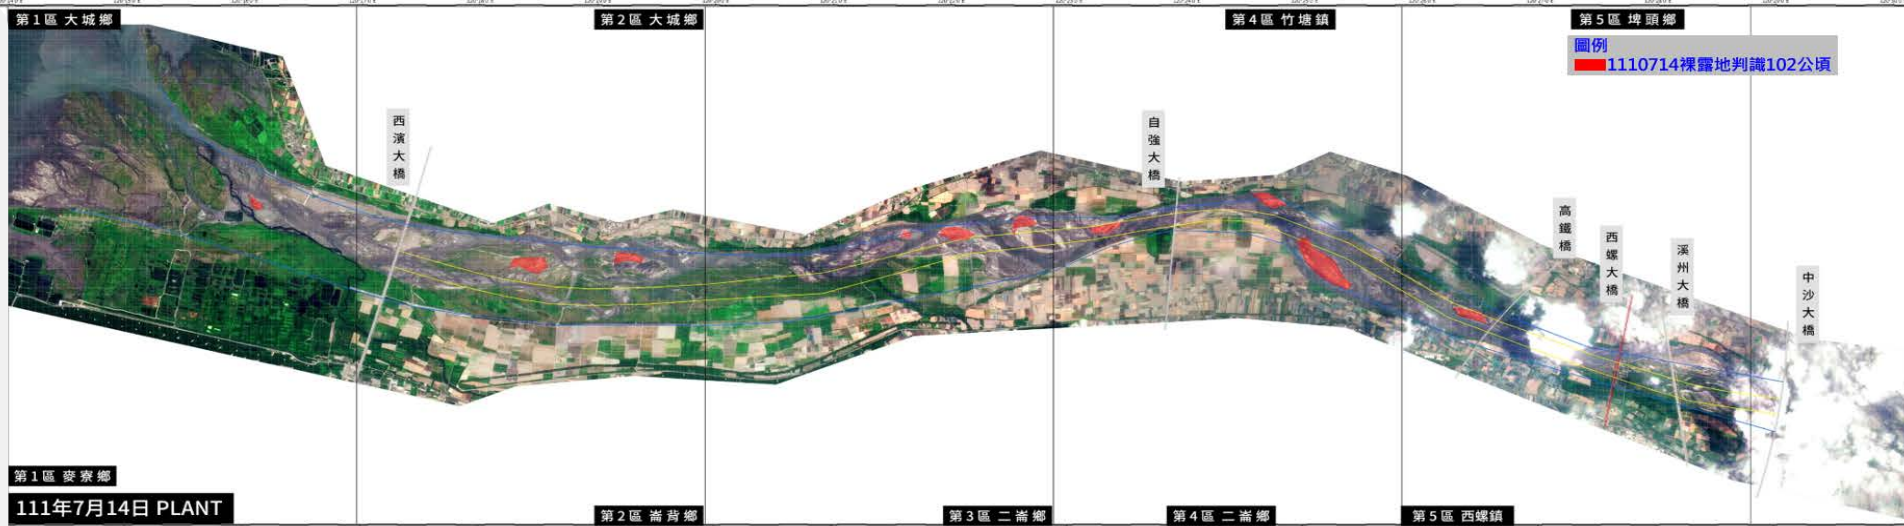 第1區 大城鄉
第2區 大城鄉
第4區 竹塘鎮
第5區 埤頭鄉
圖例
1110714裸露地判識102公頃
西濱大橋
自強大橋
高鐵橋
西螺大橋
溪州大橋
中沙大橋
第1區 麥寮鄉
111年7月14日 PLANT
第2區 崙背鄉
第3區 二崙鄉
第4區 二崙鄉
第5區 西螺鎮